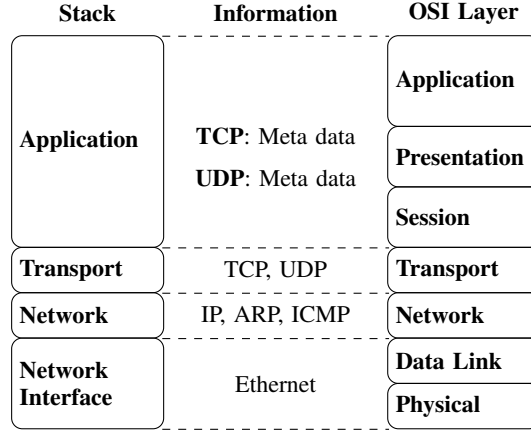 Stack Information OSI Layer
Application
TCP: Meta data
UDP: Meta data
Application
Presentation
Session
Transport TCP, UDP Transport
Network IP, ARP, ICMP Network
Network
Interface
Ethernet
Data Link
Physical